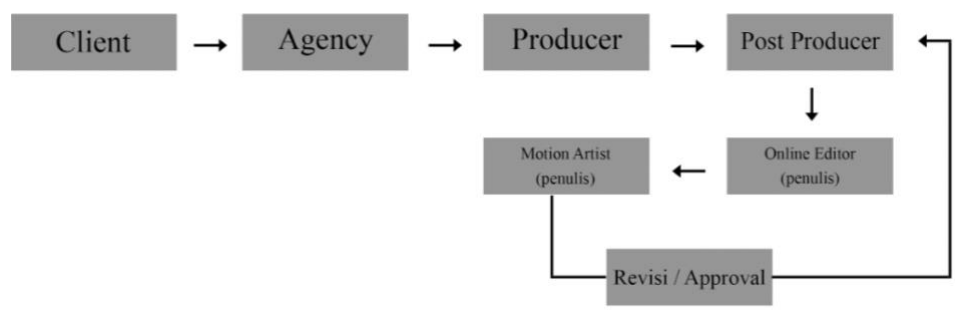 Client
Agency
Producer
Post Producer
Motion Artist
(penulis)
Online Editor
(penulis)
Revisi / Approval